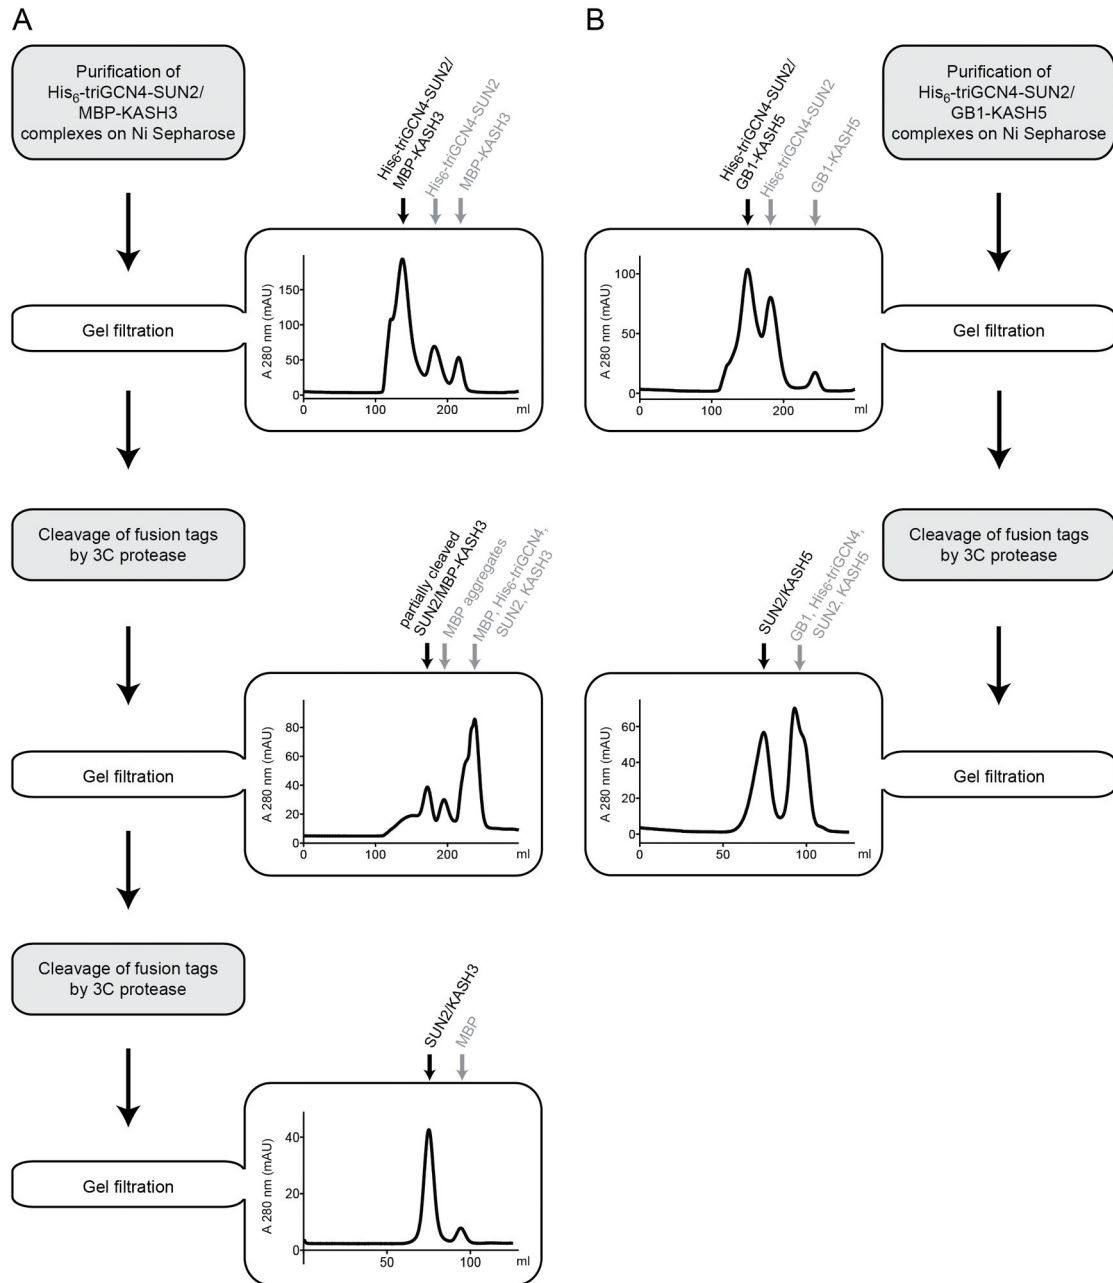 A
Purification of
His6-triGCN4-SUN2/
MBP-KASH3
complexes on Ni Sepharose
His6-triGCN4-SUN2/
MBP-KASH3
His6-triGCN4-SUN2
MBP-KASH3
Gel filtration
A 280 nm (mAU)
150
100
50
0
0 100 200 ml
Cleavage of fusion tags
by 3C protease
partially cleaved
SUN2/MBP-KASH3
MBP aggregates
MBP, His6-triGCN4,
SUN2, KASH3
Gel filtration
A 280 nm (mAU)
80
60
40
20
0
0 100 200 ml
Cleavage of fusion tags
by 3C protease
SUN2/KASH3
MBP
Gel filtration
A 280 nm (mAU)
40
20
0
50 100 ml
B
Purification of
His6-triGCN4-SUN2/
GB1-KASH5
complexes on Ni Sepharose
His6-triGCN4-SUN2/
GB1-KASH5
His6-triGCN4-SUN2
GB1-KASH5
Gel filtration
A 280 nm (mAU)
100
50
0
0 100 200 ml
Cleavage of fusion tags
by 3C protease
SUN2/KASH5
GB1, His6-triGCN4,
SUN2, KASH5
Gel filtration
A 280 nm (mAU)
60
40
20
0
0 50 100 ml